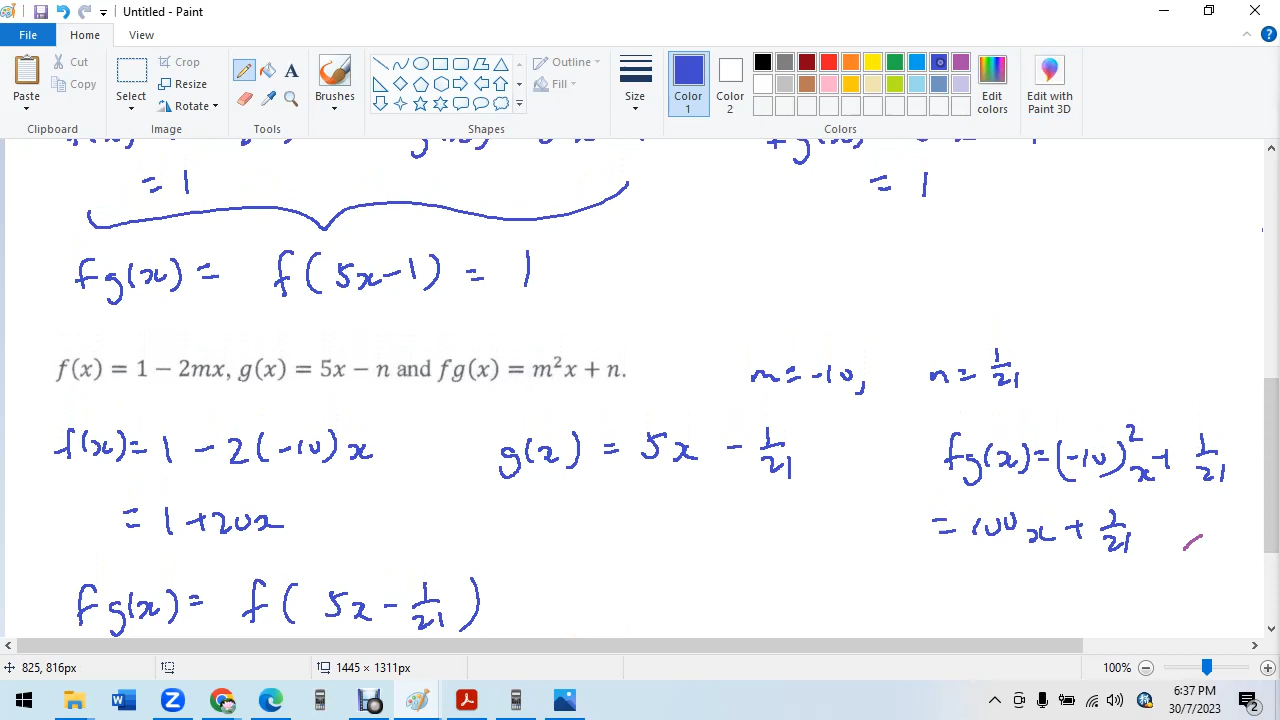 Untitled - Paint
File Home View
Paste
Cut
Copy
Clipboard
Select
Crop
Resize
Rotate
Image
Tools
Brushes
Shapes
Outline
Fill
Size
Color 1
Color 2
Colors
Edit colors
Edit with Paint 3D
= 1
= 1
fg(x) = f(5x-1) = 1
f(x) = 1 − 2mx, g(x) = 5x − n and fg(x) = m²x + n.
m = -10, n = 1/21
f(x) = 1 - 2(-10)x
g(x) = 5x - 1/21
fg(x) = (-10)²x + 1/21
= 1 + 20x
= 100x + 1/21
fg(x) = f(5x - 1/21)
825, 816px
1445 × 1311px
100%
6:37 PM
30/7/2023
2